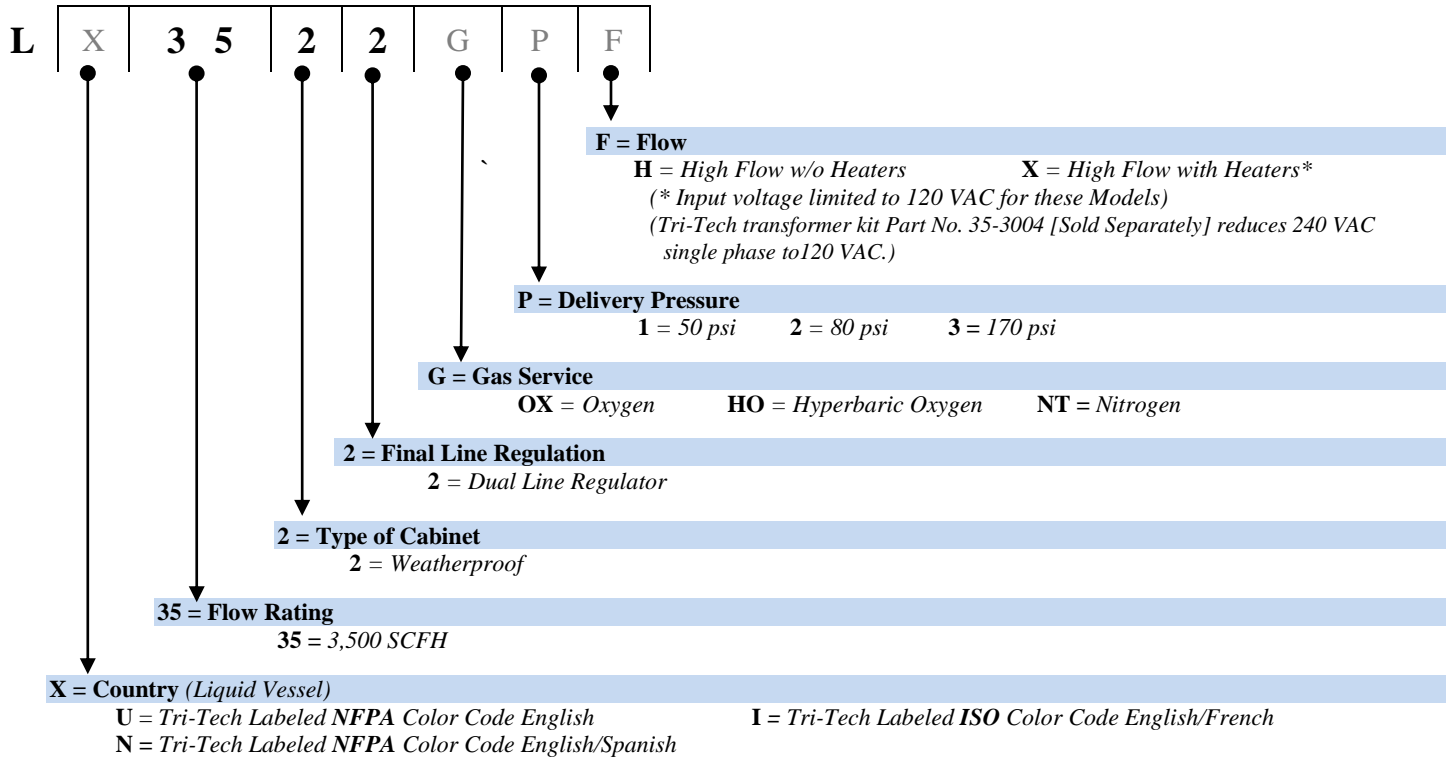 L X 3 5 2 2 G P F
F = Flow
`
H = High Flow w/o Heaters X = High Flow with Heaters*
(* Input voltage limited to 120 VAC for these Models)
(Tri-Tech transformer kit Part No. 35-3004 [Sold Separately] reduces 240 VAC
single phase to120 VAC.)
P = Delivery Pressure
1 = 50 psi 2 = 80 psi 3 = 170 psi
G = Gas Service
OX = Oxygen HO = Hyperbaric Oxygen NT = Nitrogen
2 = Final Line Regulation
2 = Dual Line Regulator
2 = Type of Cabinet
2 = Weatherproof
35 = Flow Rating
35 = 3,500 SCFH
X = Country (Liquid Vessel)
U = Tri-Tech Labeled NFPA Color Code English I = Tri-Tech Labeled ISO Color Code English/French
N = Tri-Tech Labeled NFPA Color Code English/Spanish